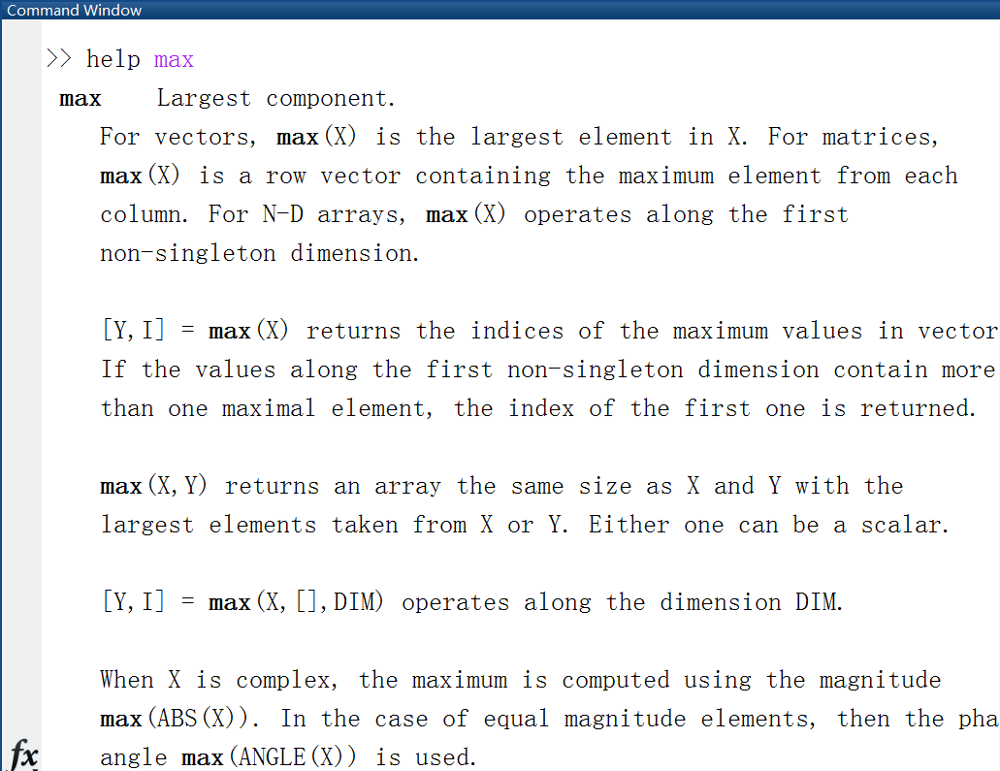 Command Window
>> help max
max Largest component.
For vectors, max(X) is the largest element in X. For matrices,
max(X) is a row vector containing the maximum element from each
column. For N-D arrays, max(X) operates along the first
non-singleton dimension.
[Y,I] = max(X) returns the indices of the maximum values in vector
If the values along the first non-singleton dimension contain more
than one maximal element, the index of the first one is returned.
max(X,Y) returns an array the same size as X and Y with the
largest elements taken from X or Y. Either one can be a scalar.
[Y,I] = max(X,[],DIM) operates along the dimension DIM.
When X is complex, the maximum is computed using the magnitude
max(ABS(X)). In the case of equal magnitude elements, then the pha
angle max(ANGLE(X)) is used.
fx